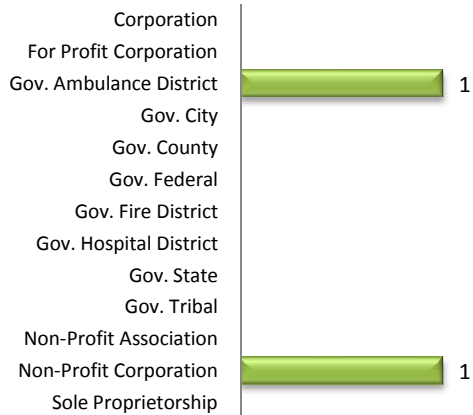 Corporation
For Profit Corporation
Gov. Ambulance District 1
Gov. City
Gov. County
Gov. Federal
Gov. Fire District
Gov. Hospital District
Gov. State
Gov. Tribal
Non-Profit Association
Non-Profit Corporation 1
Sole Proprietorship